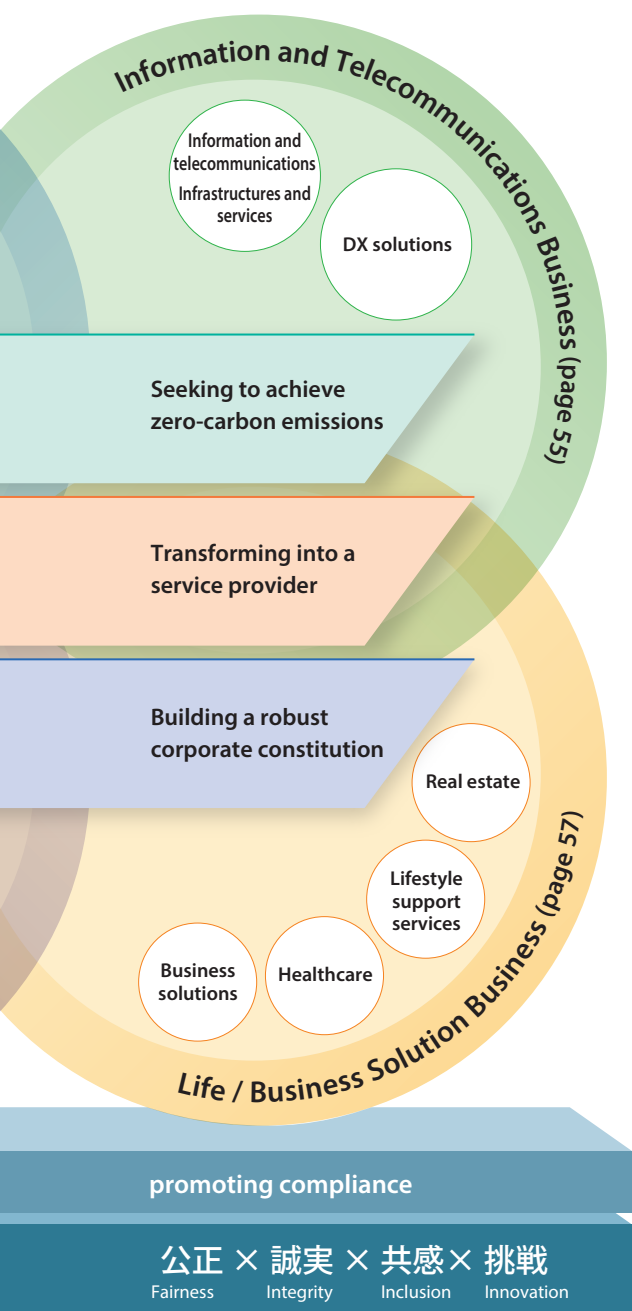 Information and Telecommunications Business (page 55)
Information and
telecommunications
Infrastructures and
services
DX solutions
Seeking to achieve
zero-carbon emissions
Transforming into a
service provider
Building a robust
corporate constitution
Real estate
Lifestyle
support
services
Healthcare
Business
solutions
Life / Business Solution Business (page 57)
promoting compliance
公正 × 誠実 × 共感 × 挑戦
Fairness Integrity Inclusion Innovation